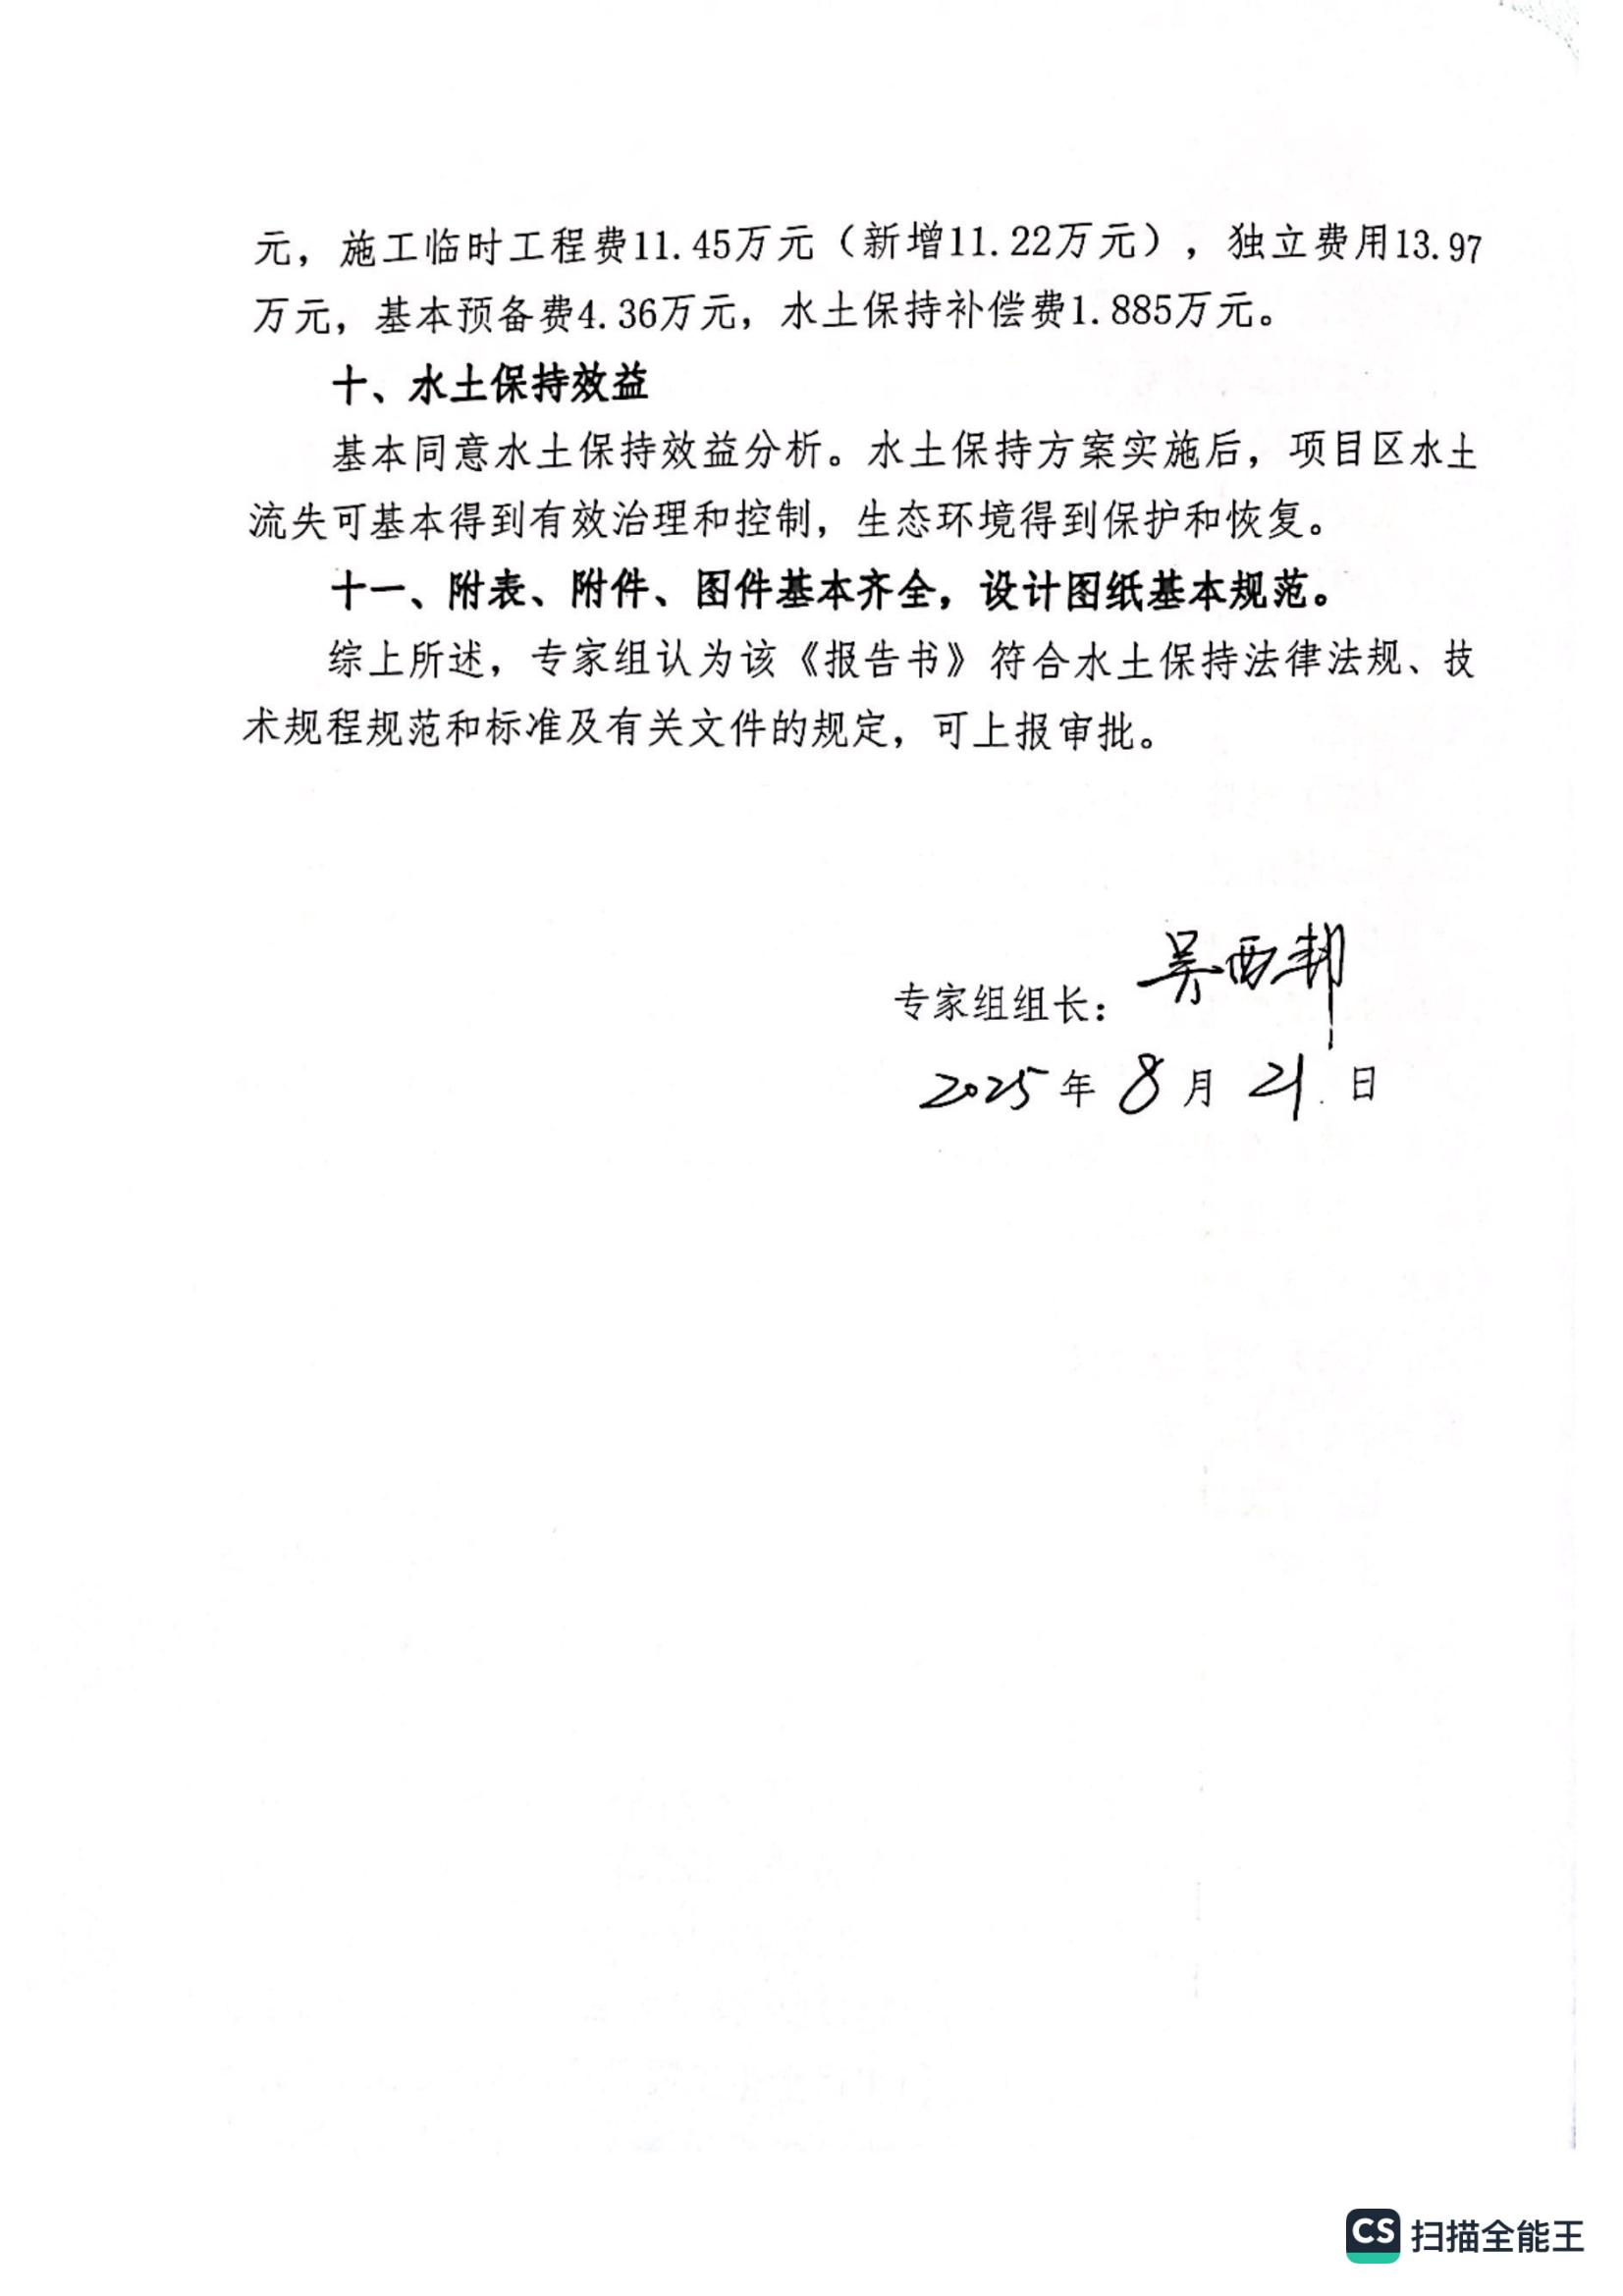 元，施工临时工程费11.45万元（新增11.22万元），独立费用13.97
万元，基本预备费4.36万元，水土保持补偿费1.885万元。
十、水土保持效益
基本同意水土保持效益分析。水土保持方案实施后，项目区水土
流失可基本得到有效治理和控制，生态环境得到保护和恢复。
十一、附表、附件、图件基本齐全，设计图纸基本规范。
综上所述，专家组认为该《报告书》符合水土保持法律法规、技
术规程规范和标准及有关文件的规定，可上报审批。
专家组组长：吴西邦
2025年8月21日
CS 扫描全能王